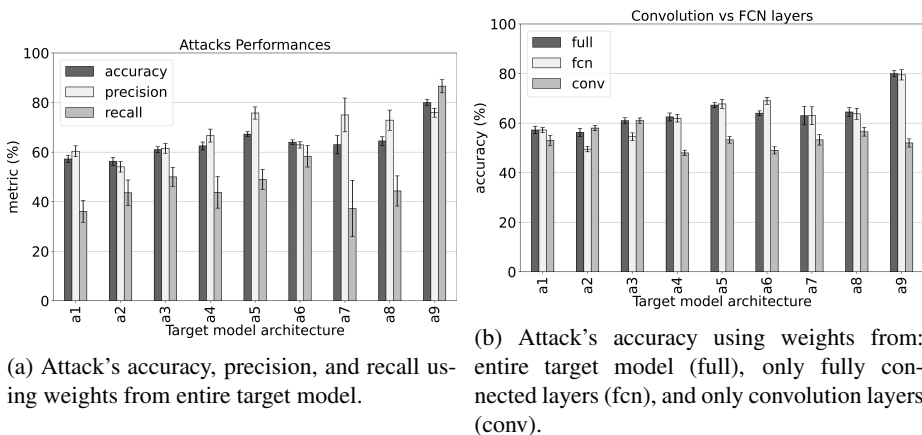 Attacks Performances
100
80
60
40
20
0
metric (%)
accuracy
precision
recall
a1 a2 a3 a4 a5 a6 a7 a8 a9
Target model architecture
(a) Attack's accuracy, precision, and recall us-
ing weights from entire target model.
Convolution vs FCN layers
100
80
60
40
20
0
accuracy (%)
full
fcn
conv
a1 a2 a3 a4 a5 a6 a7 a8 a9
Target model architecture
(b) Attack's accuracy using weights from:
entire target model (full), only fully con-
nected layers (fcn), and only convolution layers
(conv).